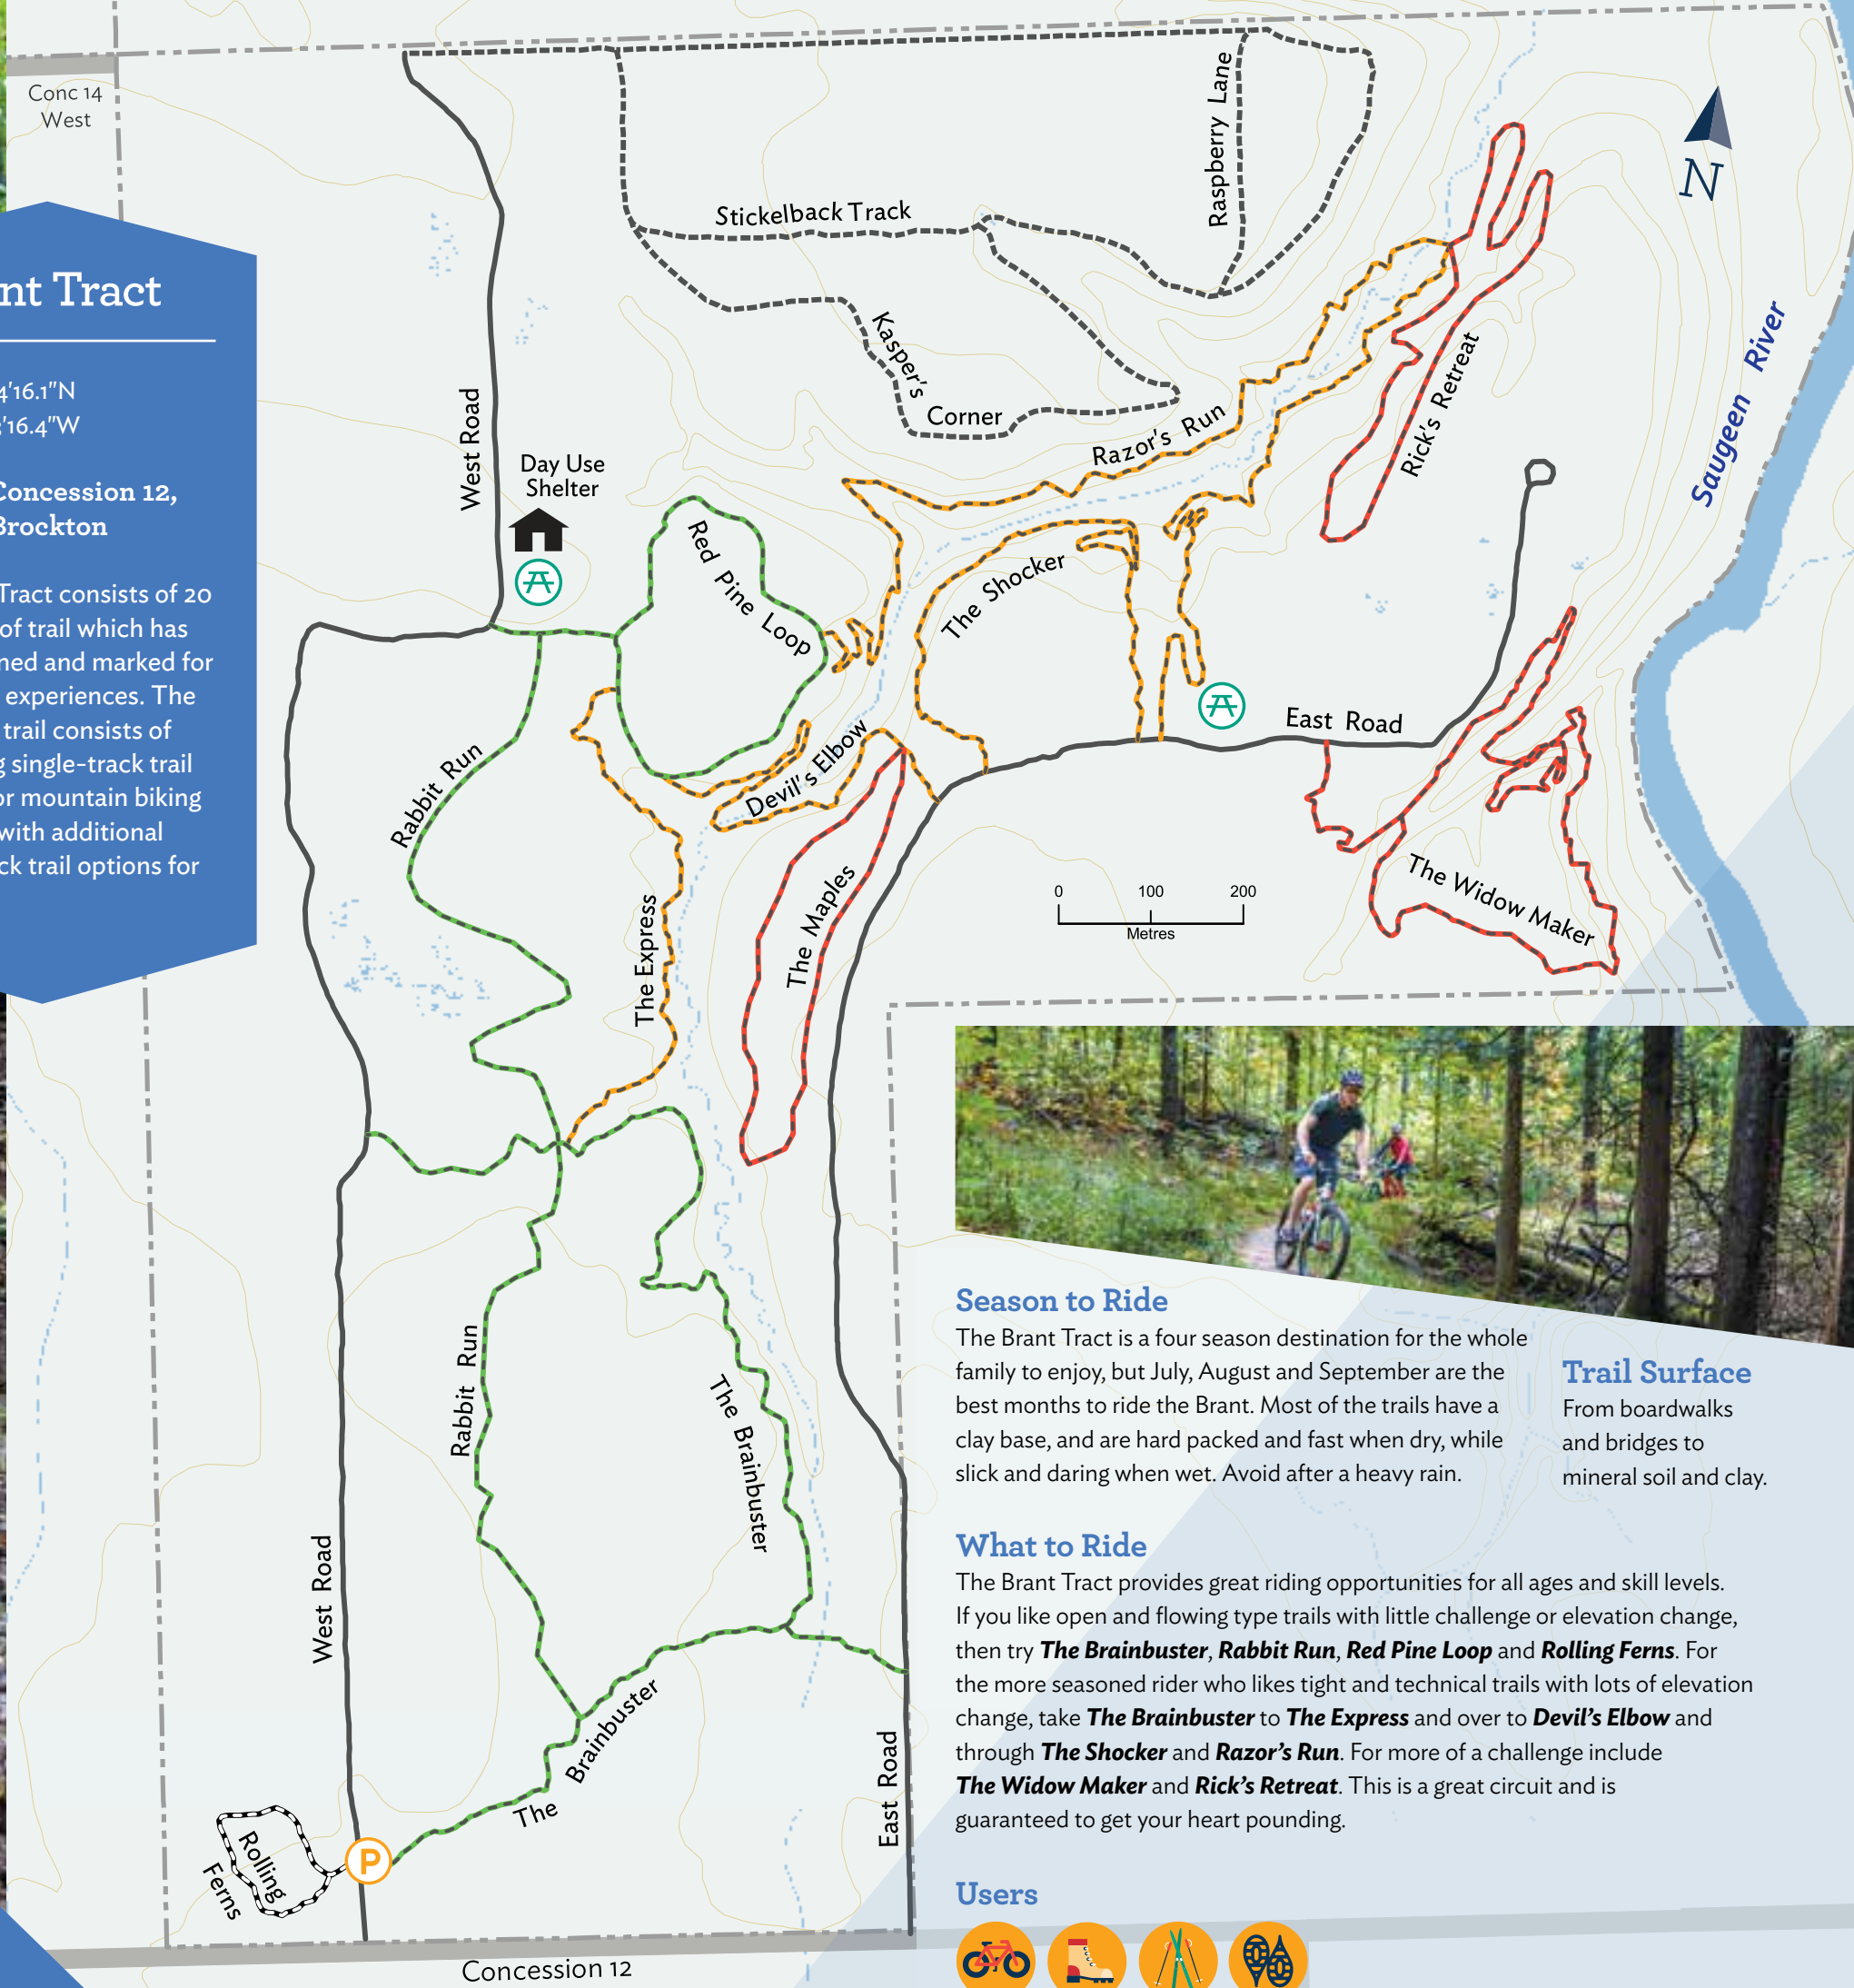 Conc 14
West
nt Tract
4'16.1"N
'16.4"W
Concession 12,
Brockton
Tract consists of 20
of trail which has
ned and marked for
experiences. The
trail consists of
g single-track trail
or mountain biking
with additional
ck trail options for
Stickelback Track
Raspberry Lane
Kasper's
Corner
N
Saugeen River
West Road
Day Use
Shelter
Razor's Run
Rick's Retreat
Red Pine Loop
The Shocker
East Road
Rabbit Run
Devil's Elbow
The Express
The Maples
0 100 200
Metres
The Widow Maker
Rabbit Run
The Brainbuster
West Road
The Brainbuster
East Road
Rolling
Ferns
P
Concession 12
Season to Ride
The Brant Tract is a four season destination for the whole
family to enjoy, but July, August and September are the
best months to ride the Brant. Most of the trails have a
clay base, and are hard packed and fast when dry, while
slick and daring when wet. Avoid after a heavy rain.
Trail Surface
From boardwalks
and bridges to
mineral soil and clay.
What to Ride
The Brant Tract provides great riding opportunities for all ages and skill levels.
If you like open and flowing type trails with little challenge or elevation change,
then try The Brainbuster, Rabbit Run, Red Pine Loop and Rolling Ferns. For
the more seasoned rider who likes tight and technical trails with lots of elevation
change, take The Brainbuster to The Express and over to Devil's Elbow and
through The Shocker and Razor's Run. For more of a challenge include
The Widow Maker and Rick's Retreat. This is a great circuit and is
guaranteed to get your heart pounding.
Users